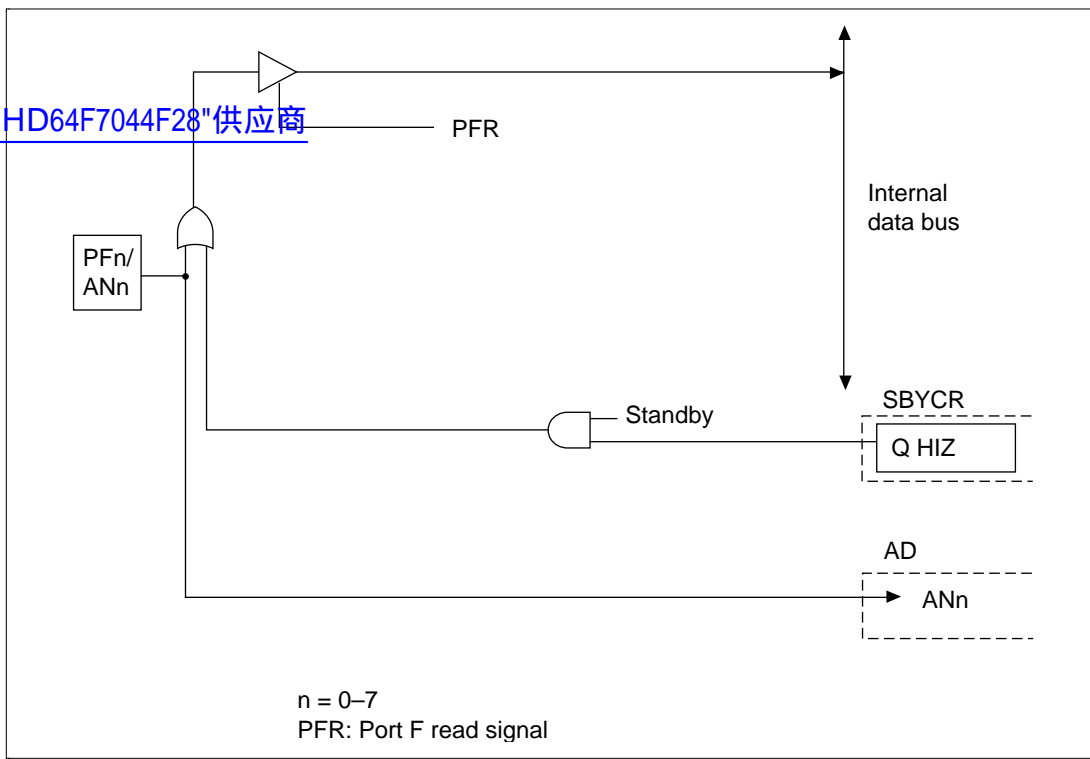 HD64F7044F28"供应商
PFR
Internal
data bus
PFn/
ANn
Standby
SBYCR
Q HIZ
AD
ANn
n = 0–7
PFR: Port F read signal